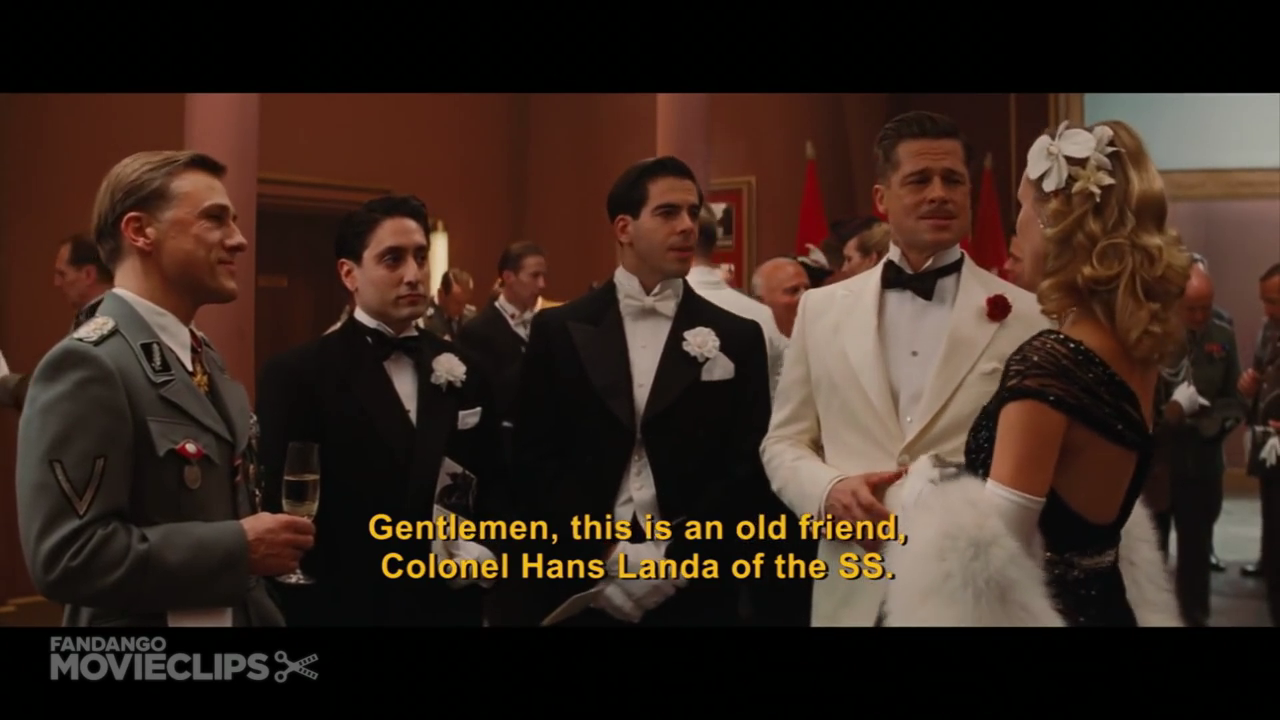 Gentlemen, this is an old friend,
Colonel Hans Landa of the SS.
FANDANGO
MOVIECLIPS